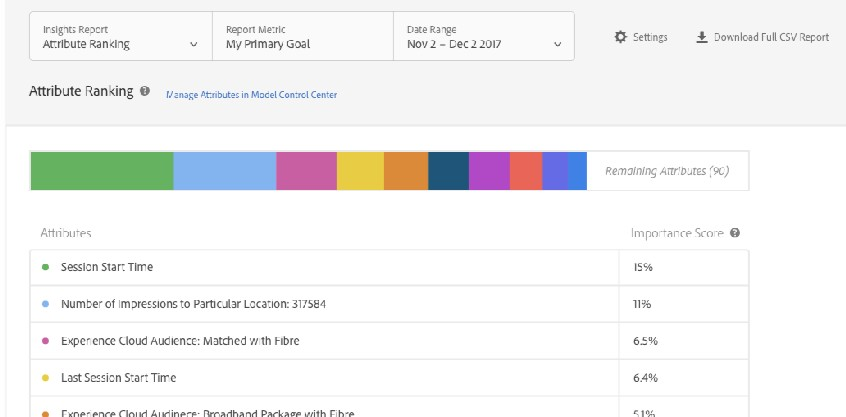 Insights Report
Attribute Ranking
Report Metric
My Primary Goal
Date Range
Nov 2 – Dec 2 2017
Settings
Download Full CSV Report
Attribute Ranking
Manage Attributes in Model Control Center
Remaining Attributes (90)
Attributes
Importance Score
Session Start Time
15%
Number of Impressions to Particular Location: 317584
11%
Experience Cloud Audience: Matched with Fibre
6.5%
Last Session Start Time
6.4%
Experience Cloud Audinece: Broadband Package with Fibre
5.1%